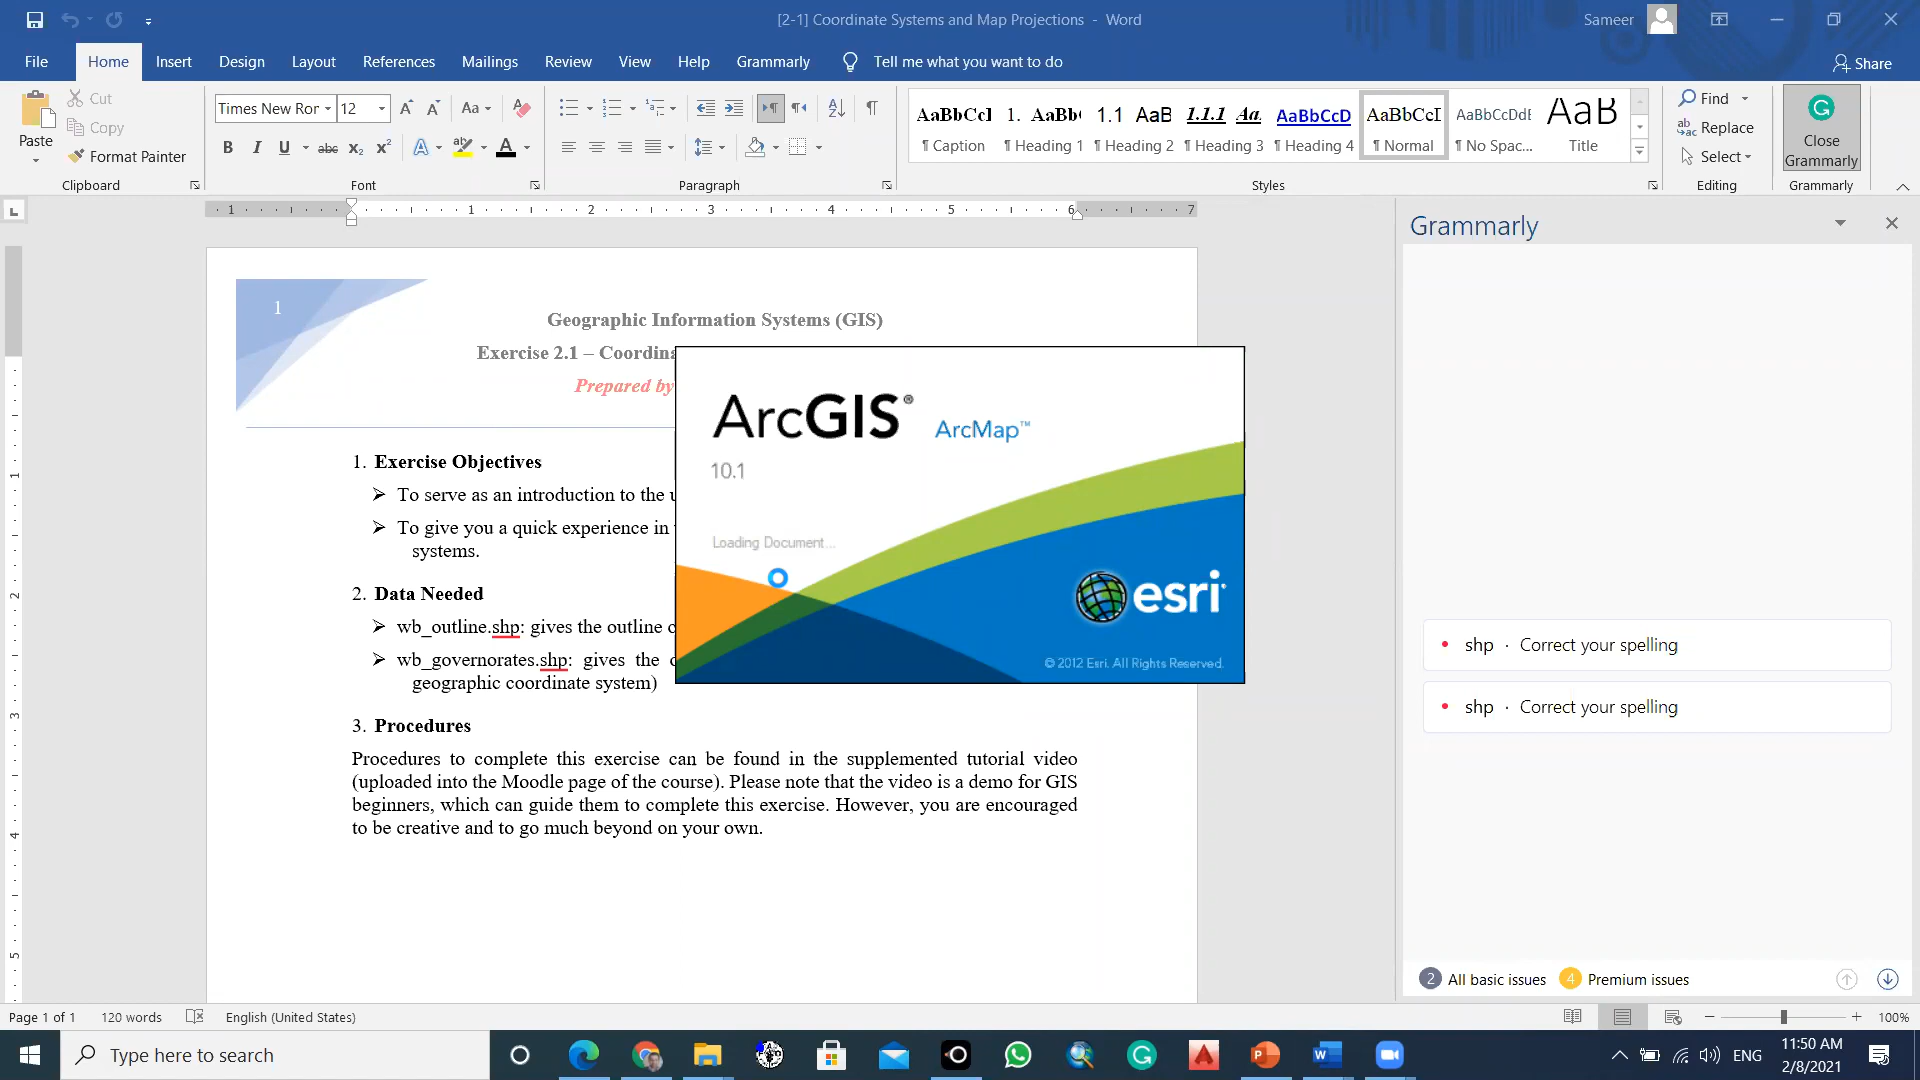 [2-1] Coordinate Systems and Map Projections - Word
Sameer
File Home Insert Design Layout References Mailings Review View Help Grammarly Tell me what you want to do Share
Paste
Cut
Copy
Format Painter
Clipboard
Times New Ror 12
Font
Paragraph
AaBbCcI 1. AaBb( 1.1 AaB 1.1.1 Aa AaBbCcD AaBbCcI AaBbCcDdE AaB
¶ Caption ¶ Heading 1 ¶ Heading 2 ¶ Heading 3 ¶ Heading 4 ¶ Normal ¶ No Spac... Title
Styles
Find
Replace
Select
Editing
Close
Grammarly
Grammarly
1 1 2 3 4 5 6 7
1
Geographic Information Systems (GIS)
Exercise 2.1 – Coordina
Prepared by
1. Exercise Objectives
To serve as an introduction to the u
To give you a quick experience in
systems.
2. Data Needed
wb_outline.shp: gives the outline o
wb_governorates.shp: gives the
geographic coordinate system)
3. Procedures
Procedures to complete this exercise can be found in the supplemented tutorial video
(uploaded into the Moodle page of the course). Please note that the video is a demo for GIS
beginners, which can guide them to complete this exercise. However, you are encouraged
to be creative and to go much beyond on your own.
ArcGIS® ArcMap™
10.1
Loading Document...
esri
© 2012 Esri. All Rights Reserved.
Grammarly
shp · Correct your spelling
shp · Correct your spelling
2 All basic issues 4 Premium issues
Page 1 of 1 120 words English (United States) 100%
Type here to search
ENG
11:50 AM
2/8/2021